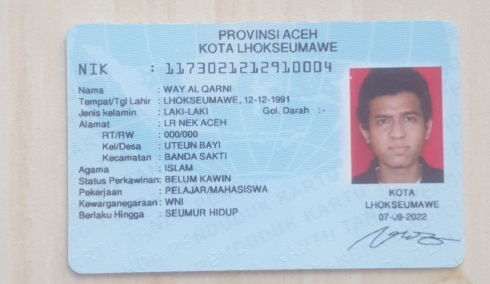 PROVINSI ACEH
KOTA LHOKSEUMAWE
NIK : 1173021212910004
Nama : WAY AL QARNI
Tempat/Tgl Lahir : LHOKSEUMAWE, 12-12-1991
Jenis kelamin : LAKI-LAKI Gol. Darah :-
Alamat : LR NEK ACEH
RT/RW : 000/000
Kel/Desa : UTEUN BAYI
Kecamatan : BANDA SAKTI
Agama : ISLAM
Status Perkawinan: BELUM KAWIN
Pekerjaan : PELAJAR/MAHASISWA
Kewarganegaraan: WNI
Berlaku Hingga : SEUMUR HIDUP
KOTA
LHOKSEUMAWE
07-09-2022